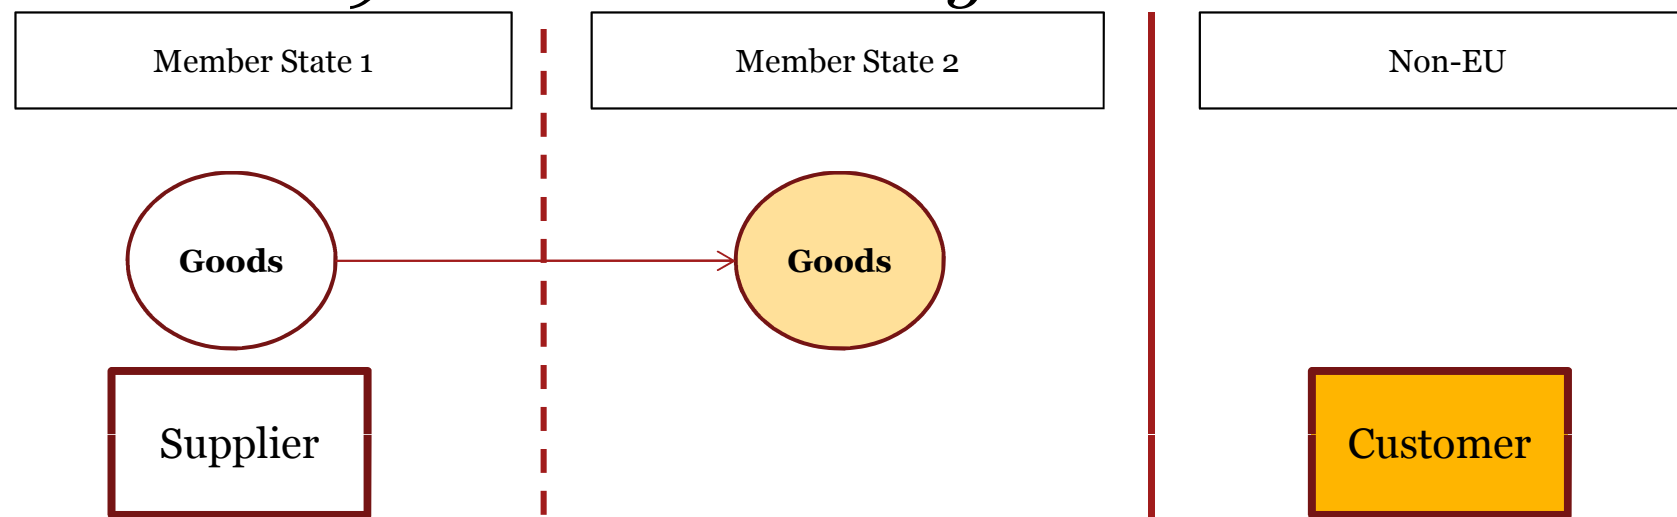 Member State 1
Member State 2
Non-EU
Goods
Goods
Supplier
Customer